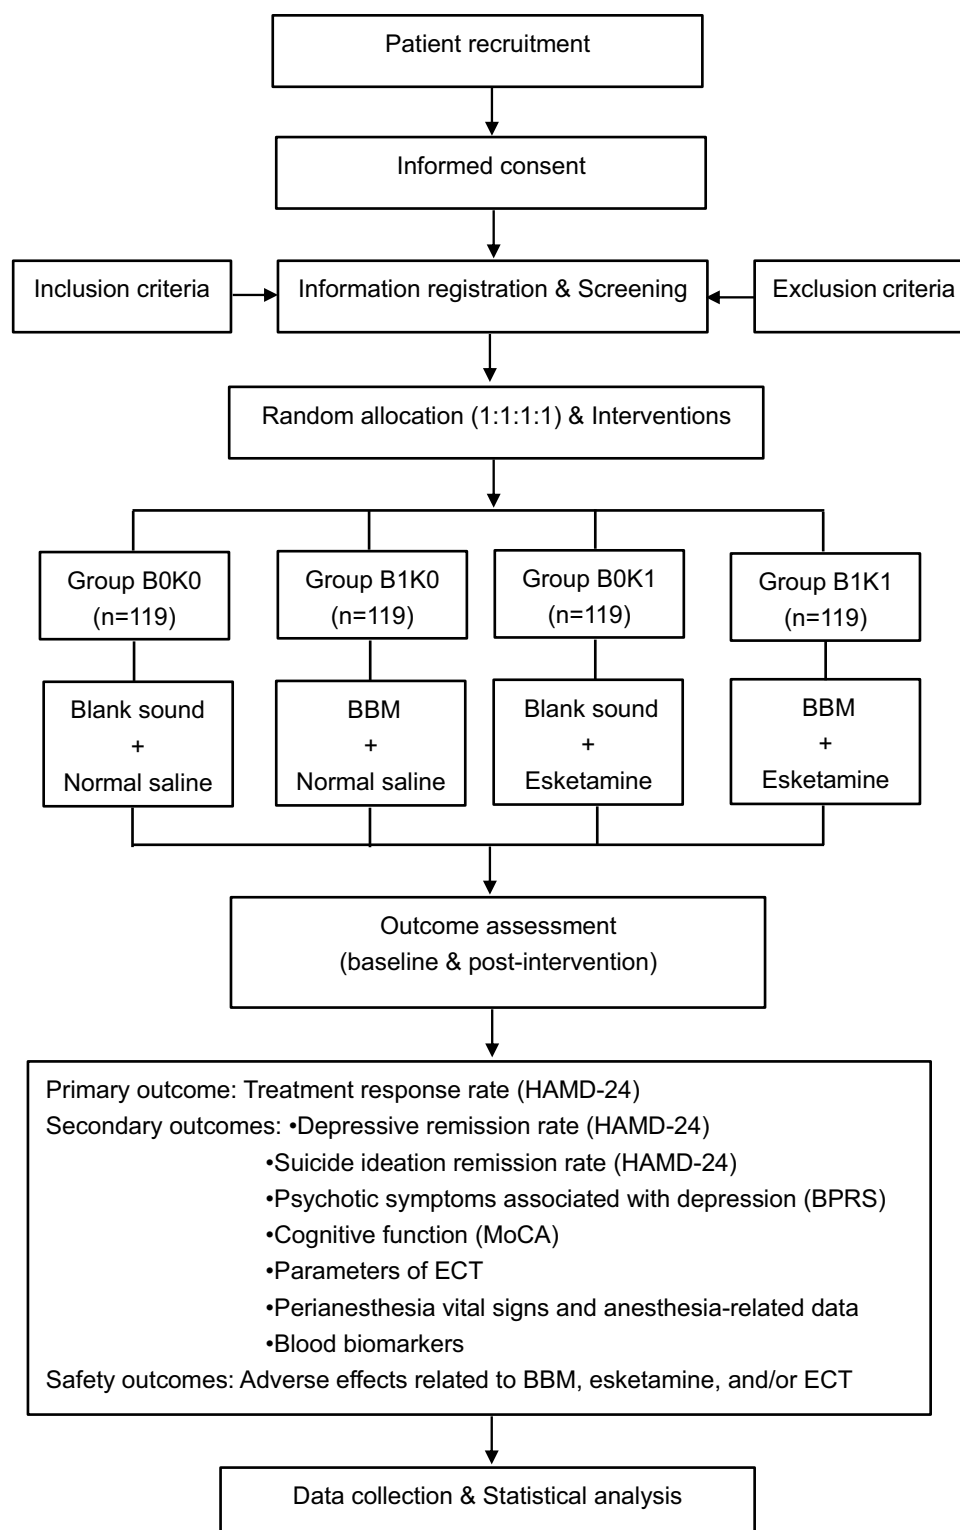 Patient recruitment
Informed consent
Inclusion criteria
Information registration & Screening
Exclusion criteria
Random allocation (1:1:1:1) & Interventions
Group B0K0
(n=119)
Group B1K0
(n=119)
Group B0K1
(n=119)
Group B1K1
(n=119)
Blank sound
+
Normal saline
BBM
+
Normal saline
Blank sound
+
Esketamine
BBM
+
Esketamine
Outcome assessment
(baseline & post-intervention)
Primary outcome: Treatment response rate (HAMD-24)
Secondary outcomes: •Depressive remission rate (HAMD-24)
•Suicide ideation remission rate (HAMD-24)
•Psychotic symptoms associated with depression (BPRS)
•Cognitive function (MoCA)
•Parameters of ECT
•Perianesthesia vital signs and anesthesia-related data
•Blood biomarkers
Safety outcomes: Adverse effects related to BBM, esketamine, and/or ECT
Data collection & Statistical analysis